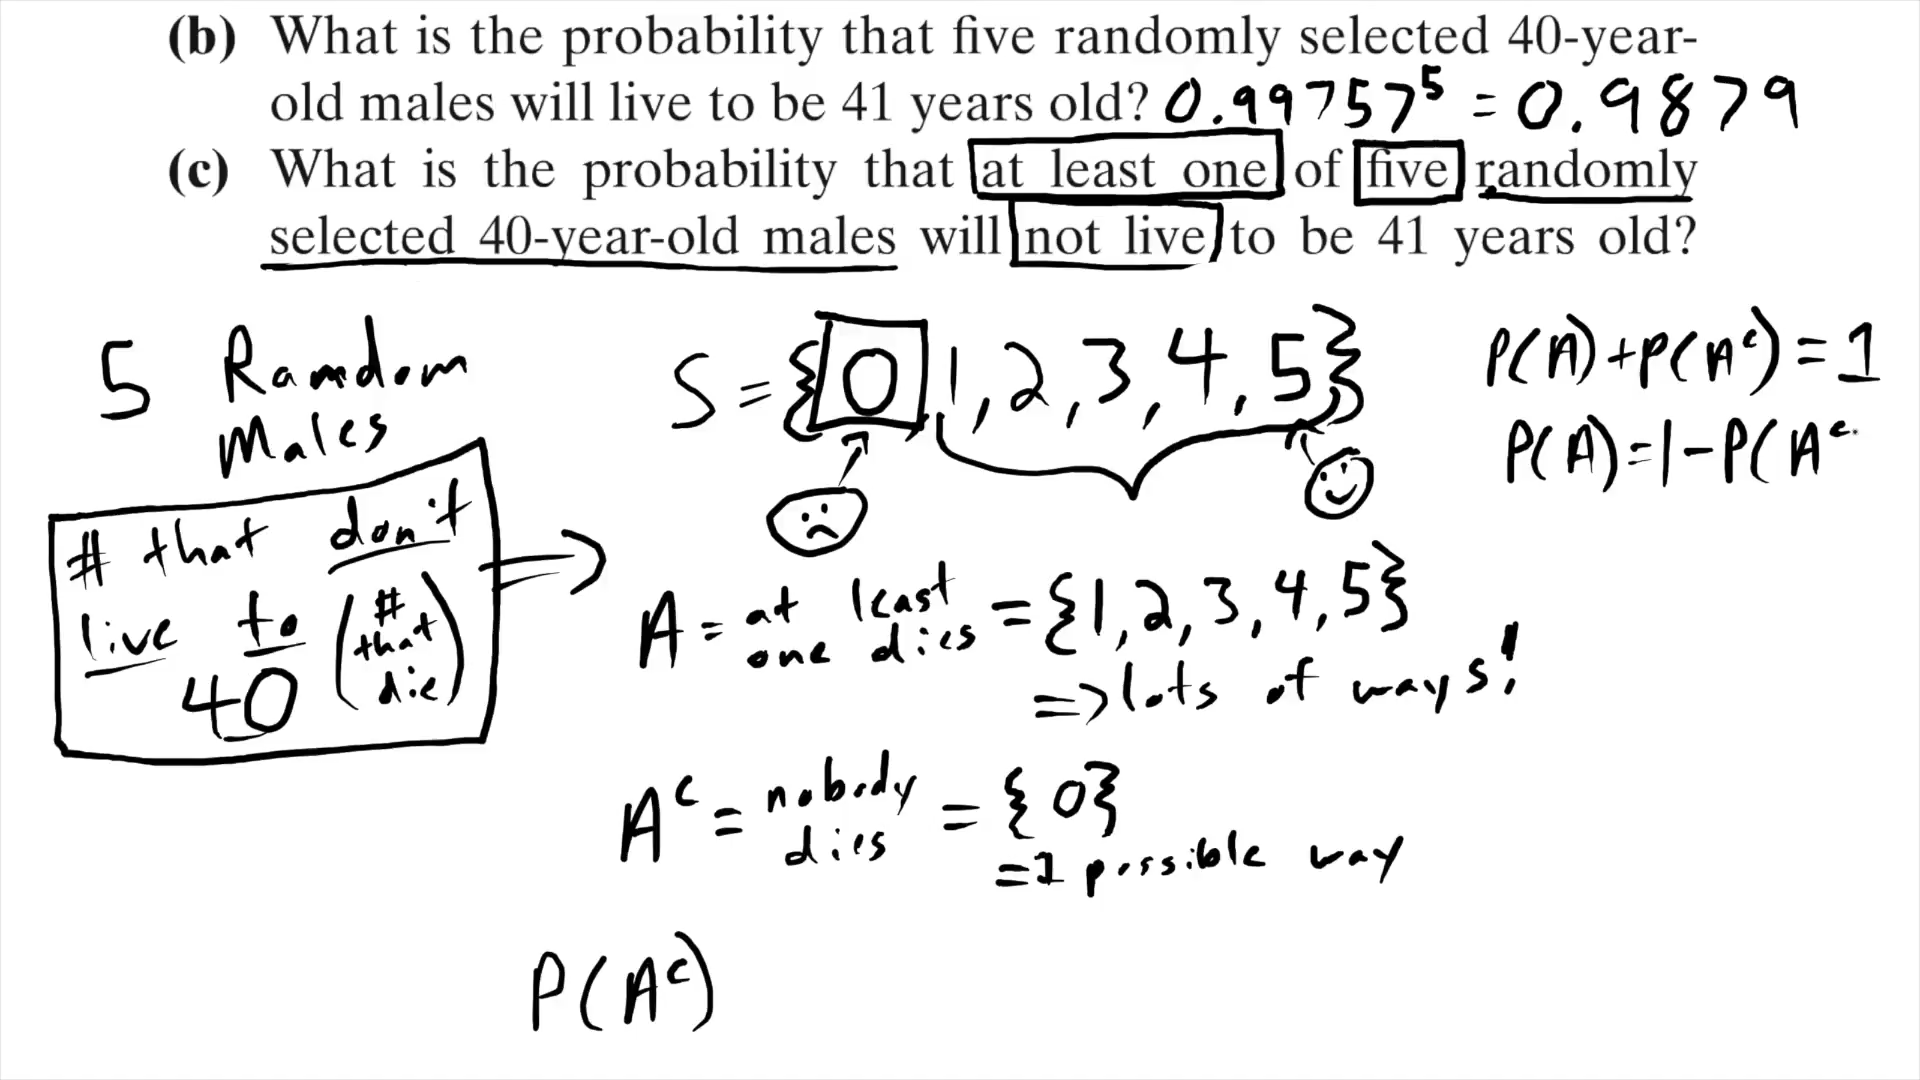 (b) What is the probability that five randomly selected 40-year-
old males will live to be 41 years old? 0.99757⁵ = 0.9879
(c) What is the probability that at least one of five randomly
selected 40-year-old males will not live to be 41 years old?
5 Random
Males
# that don't
live to
40
(#
that
die)
S = {0, 1, 2, 3, 4, 5}
P(A) + P(Aᶜ) = 1
P(A) = 1 - P(Aᶜ
A = at least
one dies = {1, 2, 3, 4, 5}
=> lots of ways!
Aᶜ = nobody
dies = {0}
=1 possible way
P(Aᶜ)